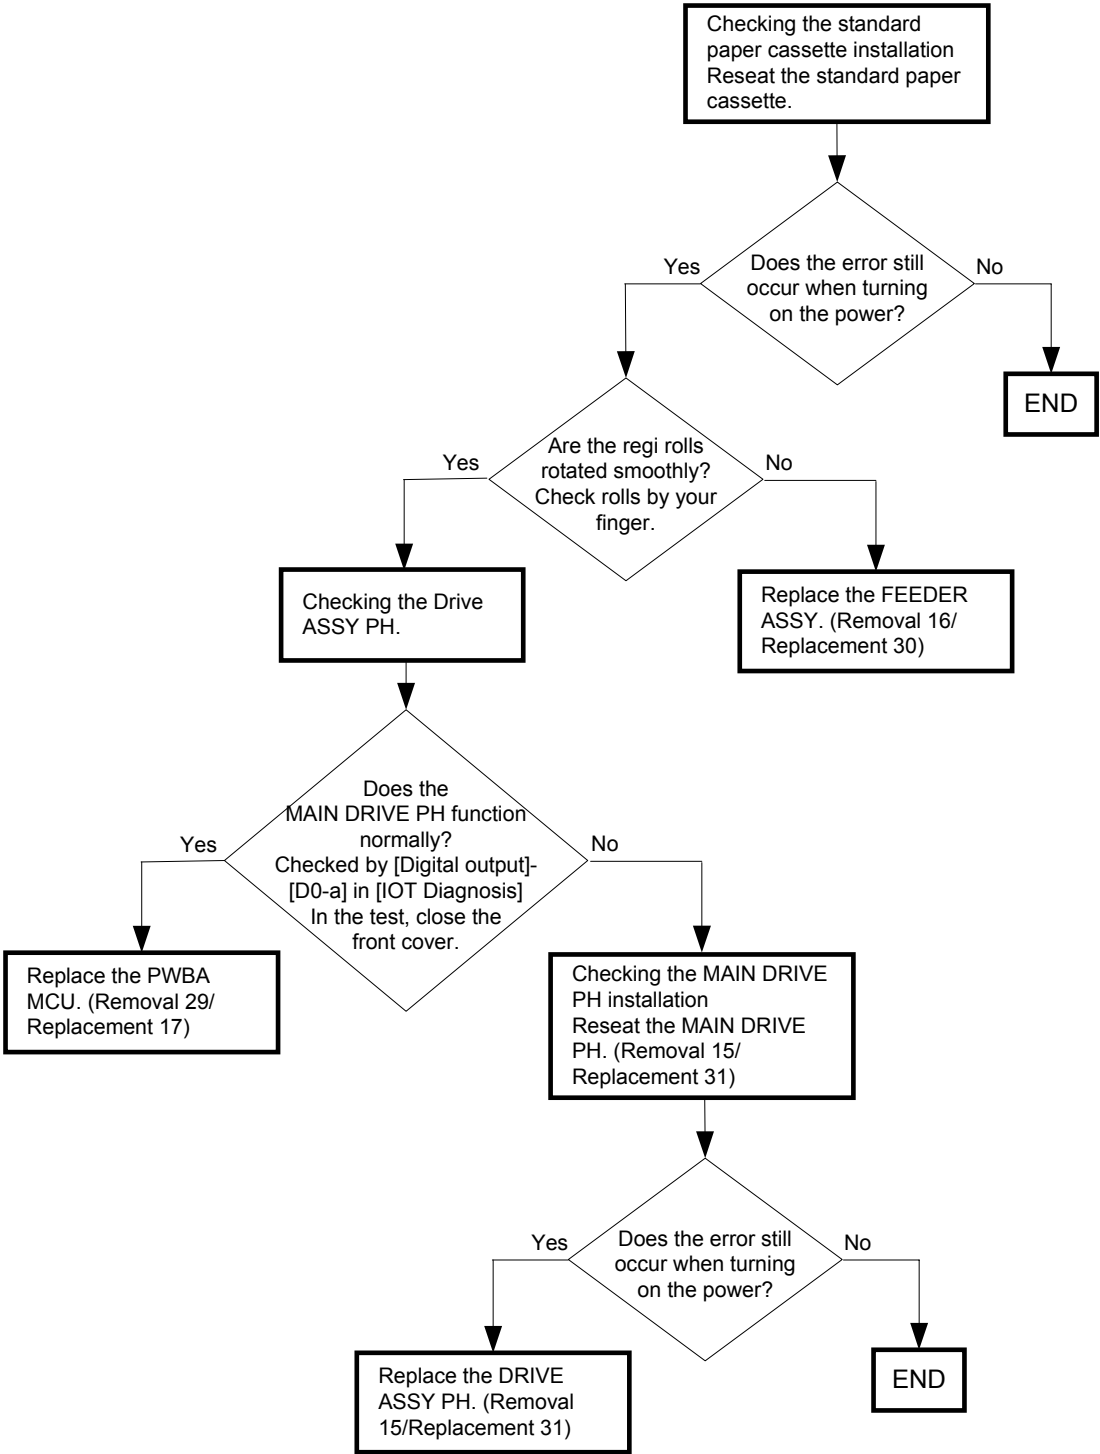 Checking the standard
paper cassette installation
Reseat the standard paper
cassette.
Does the error still
occur when turning
on the power?
Yes
No
END
Are the regi rolls
rotated smoothly?
Check rolls by your
finger.
Yes
No
Checking the Drive
ASSY PH.
Replace the FEEDER
ASSY. (Removal 16/
Replacement 30)
Does the
MAIN DRIVE PH function
normally?
Checked by [Digital output]-
[D0-a] in [IOT Diagnosis]
In the test, close the
front cover.
Yes
No
Replace the PWBA
MCU. (Removal 29/
Replacement 17)
Checking the MAIN DRIVE
PH installation
Reseat the MAIN DRIVE
PH. (Removal 15/
Replacement 31)
Does the error still
occur when turning
on the power?
Yes
No
Replace the DRIVE
ASSY PH. (Removal
15/Replacement 31)
END